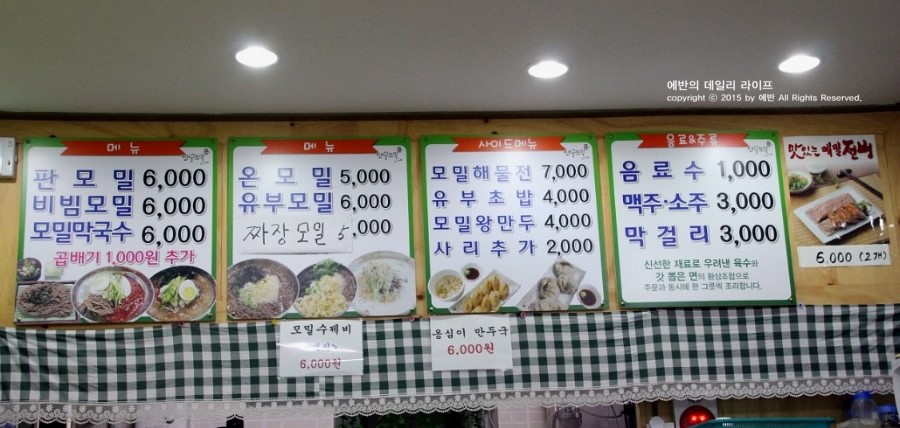 에반의 데일리 라이프
copyright ⓒ 2015 by 에반 All Rights Reserved.
메뉴
판모밀 6,000
비빔모밀 6,000
모밀막국수 6,000
곱배기 1,000원 추가
메뉴
온모밀 5,000
유부모밀 6,000
짜장모밀 5,000
사이드메뉴
모밀해물전 7,000
유부초밥 4,000
모밀왕만두 4,000
사리추가 2,000
음료&주류
음료수 1,000
맥주·소주 3,000
막걸리 3,000
신선한 재료로 우려낸 육수와
갓 뽑은 면의 환상조합으로
주문과 동시에 한 그릇씩 조리합니다.
맛있는 메밀전병
6,000 (2개)
모밀수제비
6,000원
옹심이 만두국
6,000원